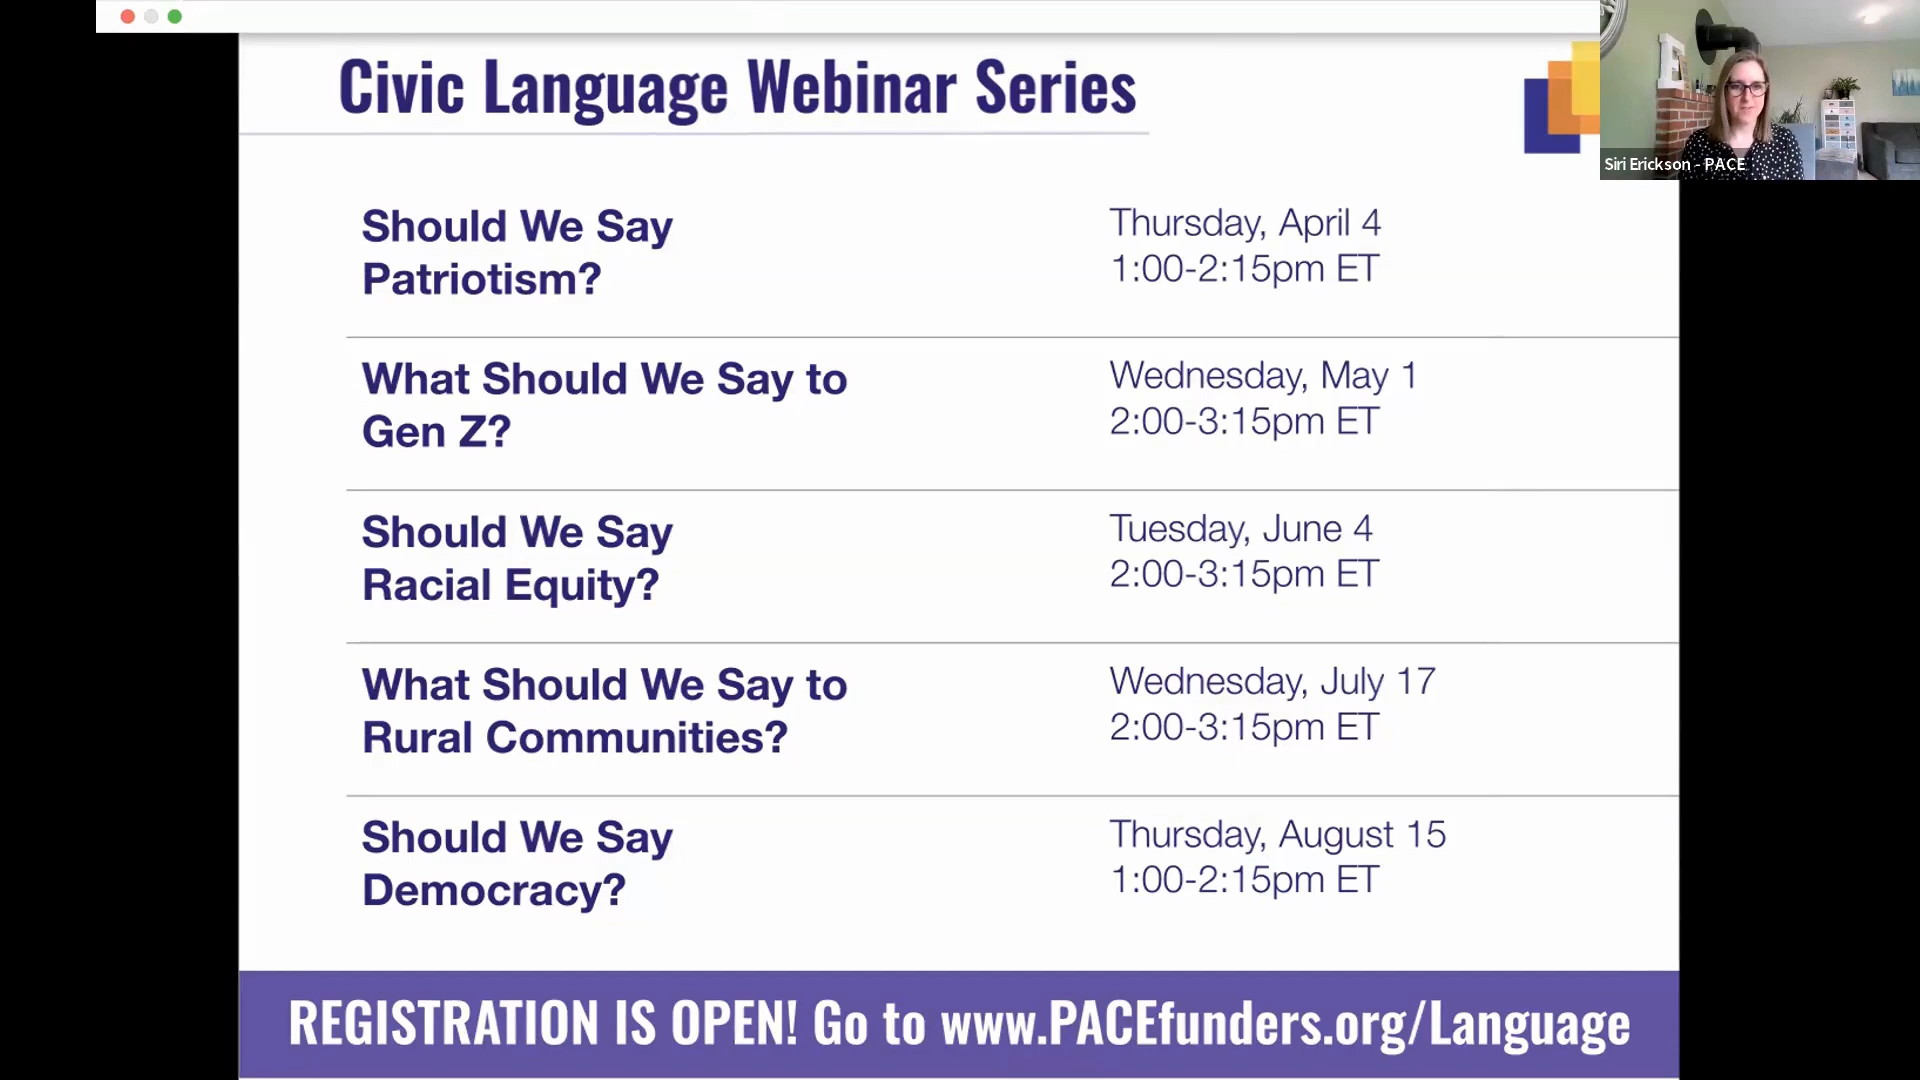 Civic Language Webinar Series
Siri Erickson - PACE
Should We Say
Patriotism?
Thursday, April 4
1:00-2:15pm ET
What Should We Say to
Gen Z?
Wednesday, May 1
2:00-3:15pm ET
Should We Say
Racial Equity?
Tuesday, June 4
2:00-3:15pm ET
What Should We Say to
Rural Communities?
Wednesday, July 17
2:00-3:15pm ET
Should We Say
Democracy?
Thursday, August 15
1:00-2:15pm ET
REGISTRATION IS OPEN! Go to www.PACEfunders.org/Language